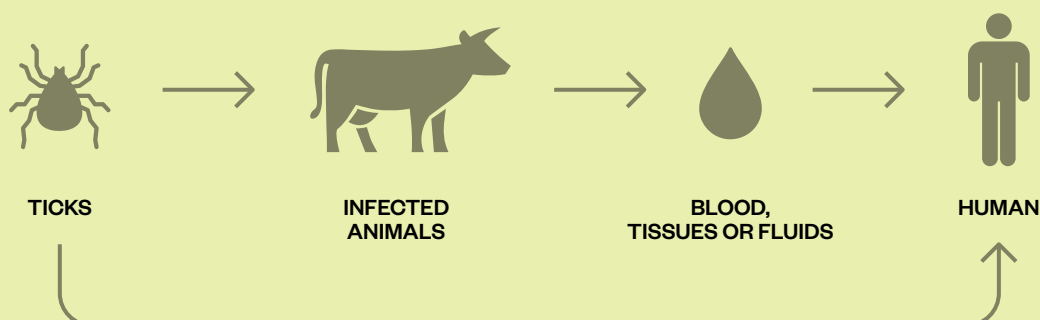 TICKS
INFECTED
ANIMALS
BLOOD,
TISSUES OR FLUIDS
HUMAN